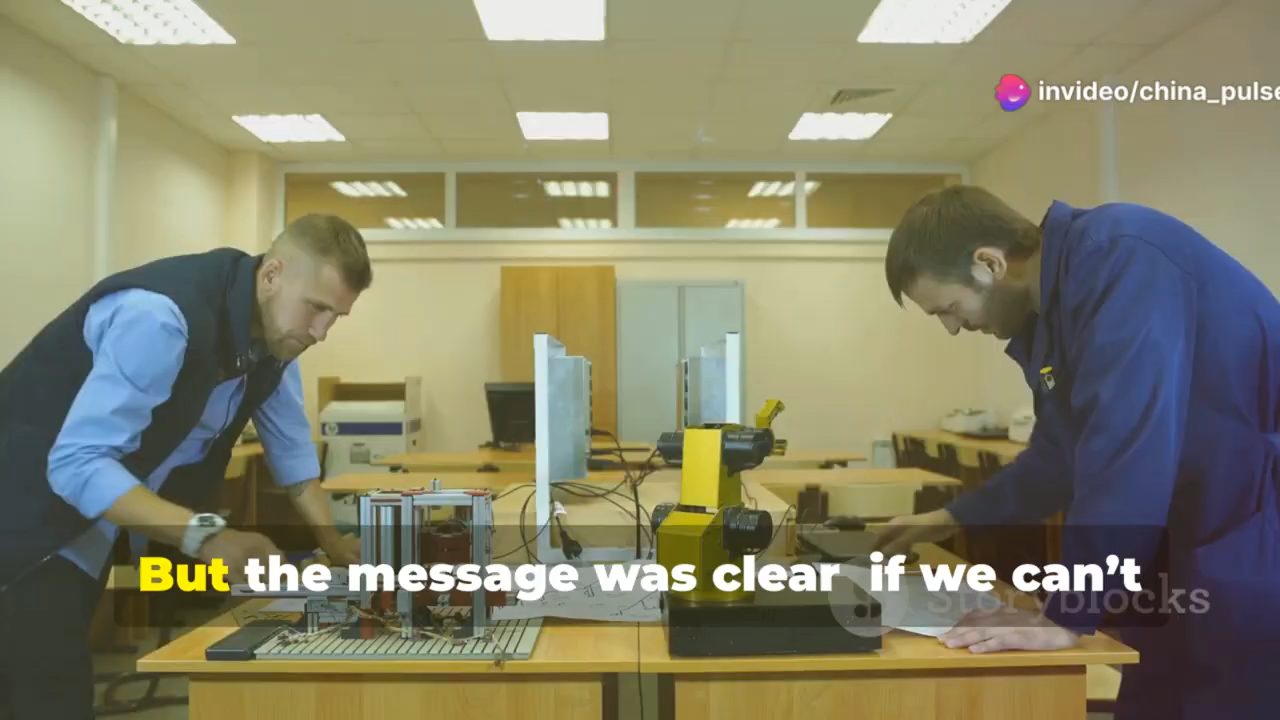 invideo/china_pulse
But the message was clear if we can't
Storyblocks